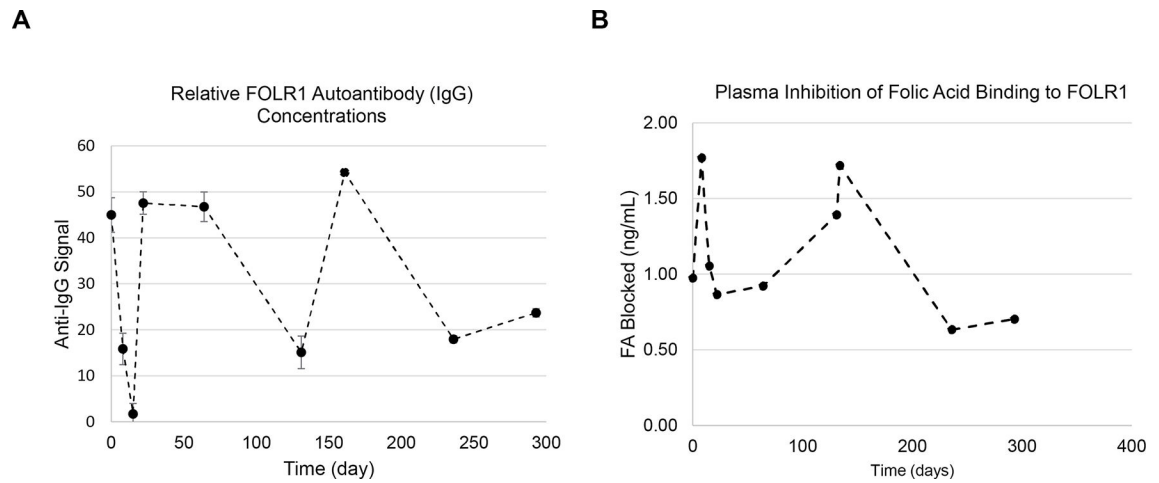 A
Relative FOLR1 Autoantibody (IgG)
Concentrations
Anti-IgG Signal
60
50
40
30
20
10
0
0 50 100 150 200 250 300
Time (day)
B
Plasma Inhibition of Folic Acid Binding to FOLR1
FA Blocked (ng/mL)
2.00
1.50
1.00
0.50
0.00
0 100 200 300 400
Time (days)